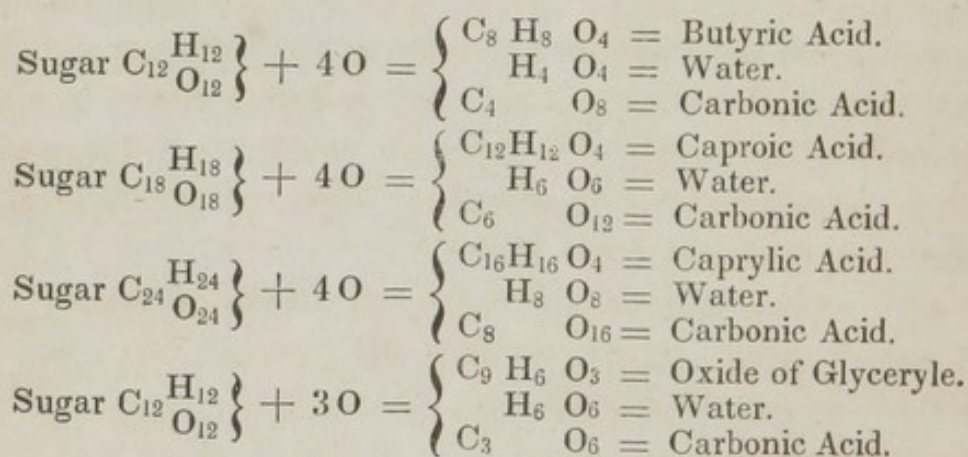 Sugar C₁₂ H₁₂ O₁₂ } + 4 O = { C₈ H₈ O₄ = Butyric Acid.
H₄ O₄ = Water.
C₄ O₈ = Carbonic Acid.
Sugar C₁₈ H₁₈ O₁₈ } + 4 O = { C₁₂ H₁₂ O₄ = Caproic Acid.
H₆ O₆ = Water.
C₆ O₁₂ = Carbonic Acid.
Sugar C₂₄ H₂₄ O₂₄ } + 4 O = { C₁₆ H₁₆ O₄ = Caprylic Acid.
H₈ O₈ = Water.
C₈ O₁₆ = Carbonic Acid.
Sugar C₁₂ H₁₂ O₁₂ } + 3 O = { C₉ H₆ O₃ = Oxide of Glyceryle.
H₆ O₆ = Water.
C₃ O₆ = Carbonic Acid.